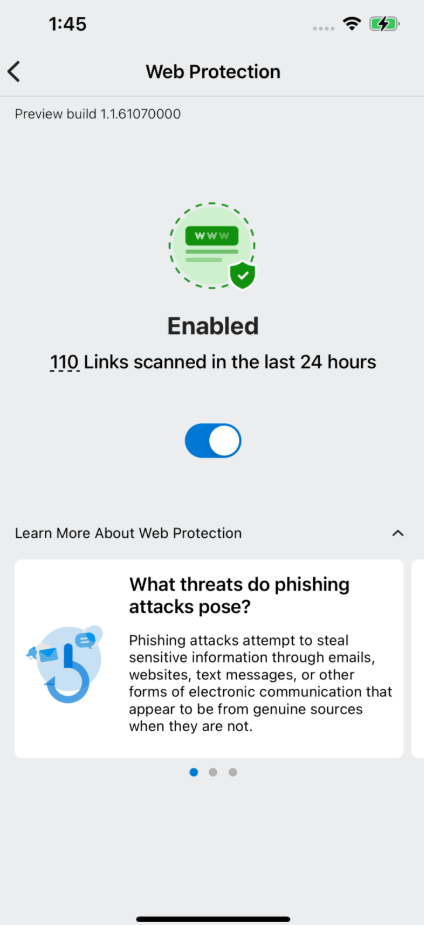 1:45
Web Protection
Preview build 1.1.61070000
WWW
Enabled
110 Links scanned in the last 24 hours
Learn More About Web Protection
What threats do phishing
attacks pose?
Phishing attacks attempt to steal
sensitive information through emails,
websites, text messages, or other
forms of electronic communication that
appear to be from genuine sources
when they are not.